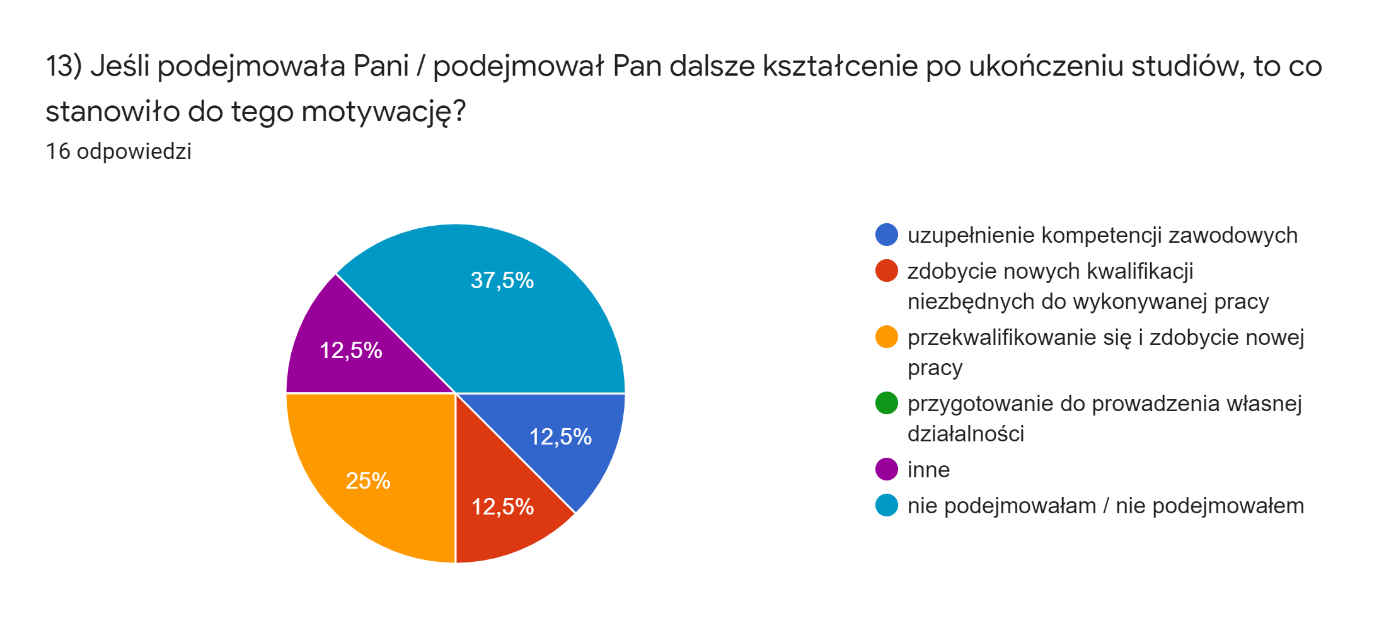 13) Jeśli podejmowała Pani / podejmował Pan dalsze kształcenie po ukończeniu studiów, to co
stanowiło do tego motywację?
16 odpowiedzi
37,5%
12,5%
12,5%
25%
12,5%
uzupełnienie kompetencji zawodowych
zdobycie nowych kwalifikacji
niezbędnych do wykonywanej pracy
przekwalifikowanie się i zdobycie nowej
pracy
przygotowanie do prowadzenia własnej
działalności
inne
nie podejmowałam / nie podejmowałem